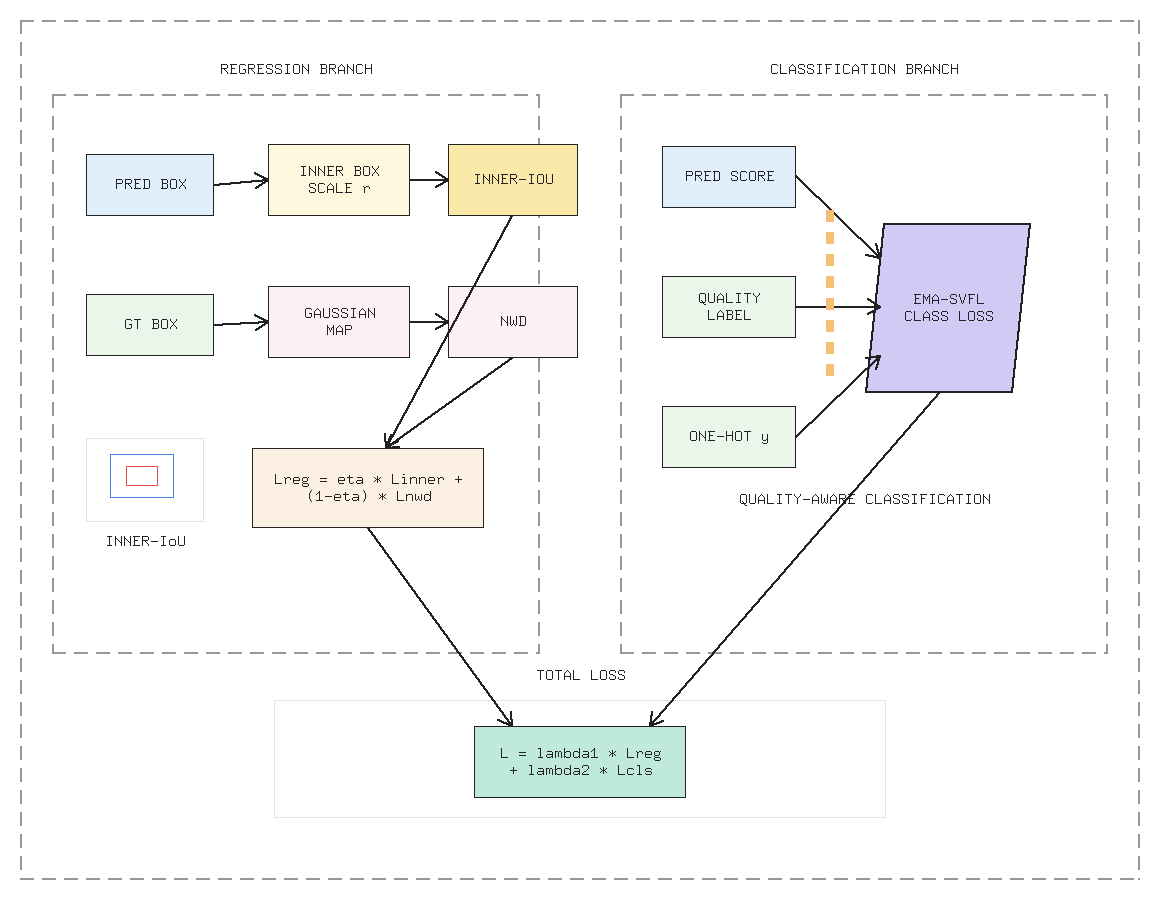 REGRESSION BRANCH
PRED BOX
INNER BOX
SCALE r
INNER-IOU
GT BOX
GAUSSIAN
MAP
NWD
Lreg = eta * Linner +
(1-eta) * Lnwd
INNER-IoU
CLASSIFICATION BRANCH
PRED SCORE
QUALITY
LABEL
ONE-HOT y
EMA-SVFL
CLASS LOSS
QUALITY-AWARE CLASSIFICATION
TOTAL LOSS
L = lambda1 * Lreg
+ lambda2 * Lcls